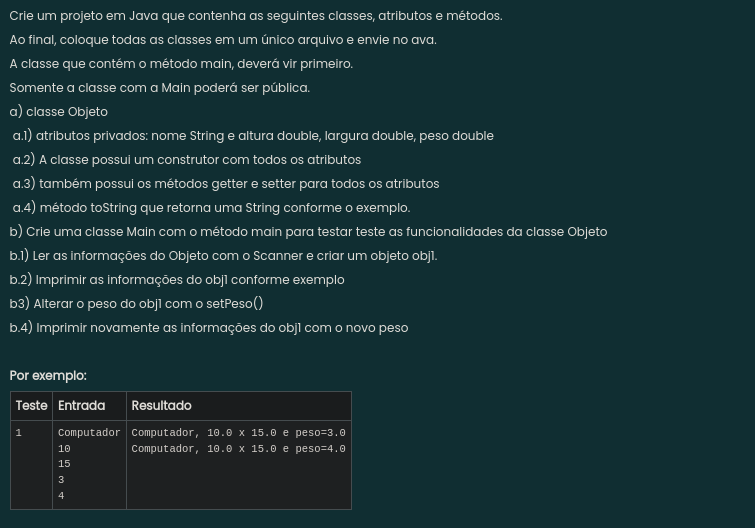 Crie um projeto em Java que contenha as seguintes classes, atributos e métodos.
Ao final, coloque todas as classes em um único arquivo e envie no ava.
A classe que contém o método main, deverá vir primeiro.
Somente a classe com a Main poderá ser pública.
a) classe Objeto
a.1) atributos privados: nome String e altura double, largura double, peso double
a.2) A classe possui um construtor com todos os atributos
a.3) também possui os métodos getter e setter para todos os atributos
a.4) método toString que retorna uma String conforme o exemplo.
b) Crie uma classe Main com o método main para testar teste as funcionalidades da classe Objeto
b.1) Ler as informações do Objeto com o Scanner e criar um objeto obj1.
b.2) Imprimir as informações do obj1 conforme exemplo
b3) Alterar o peso do obj1 com o setPeso()
b.4) Imprimir novamente as informações do obj1 com o novo peso
Por exemplo:
Teste Entrada Resultado
1 Computador Computador, 10.0 x 15.0 e peso=3.0
10 Computador, 10.0 x 15.0 e peso=4.0
15
3
4